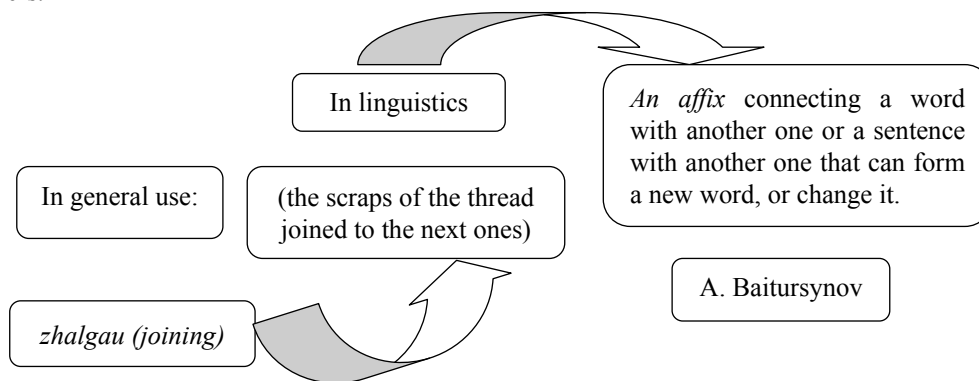 In linguistics
An affix connecting a word
with another one or a sentence
with another one that can form
a new word, or change it.
In general use:
(the scraps of the thread
joined to the next ones)
A. Baitursynov
zhalgau (joining)